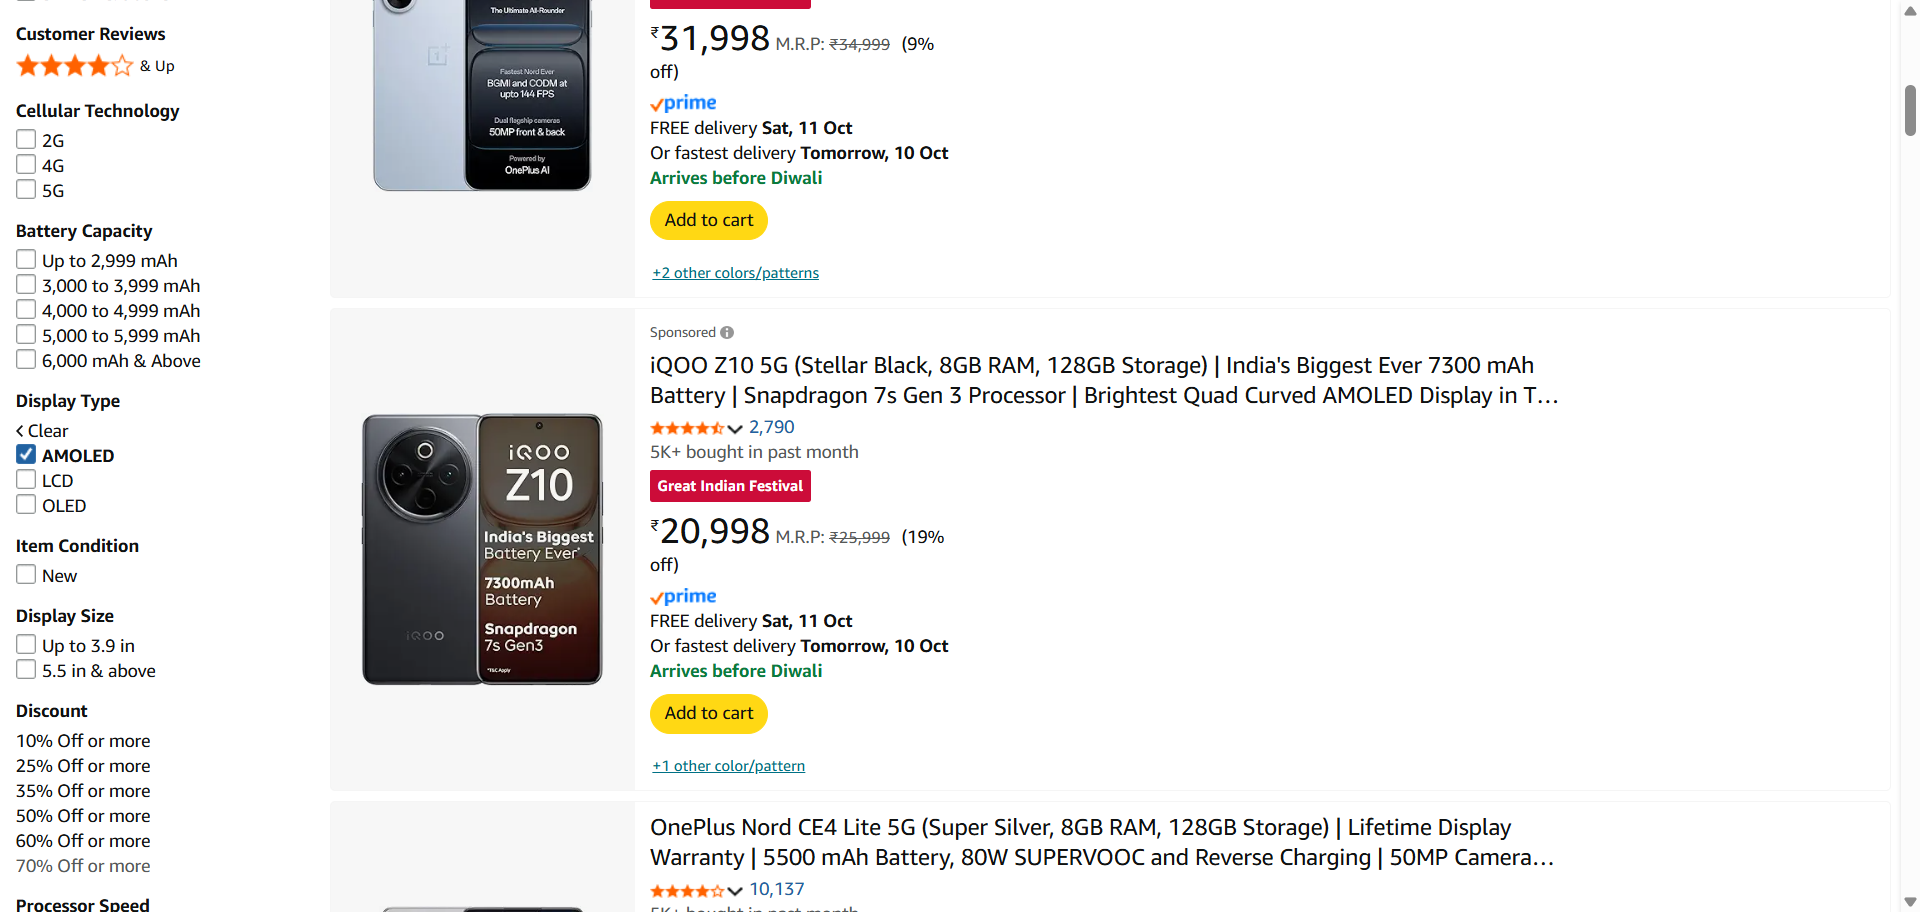 Customer Reviews
& Up
Cellular Technology
2G
4G
5G
Battery Capacity
Up to 2,999 mAh
3,000 to 3,999 mAh
4,000 to 4,999 mAh
5,000 to 5,999 mAh
6,000 mAh & Above
Display Type
Clear
AMOLED
LCD
OLED
Item Condition
New
Display Size
Up to 3.9 in
5.5 in & above
Discount
10% Off or more
25% Off or more
35% Off or more
50% Off or more
60% Off or more
70% Off or more
Processor Speed
The Ultimate All-Rounder
Fastest Nord Ever
BGMI and CODM at
upto 144 FPS
Dual flagship cameras
50MP front & back
Powered by
OnePlus AI
₹31,998 M.R.P: ₹34,999 (9%
off)
prime
FREE delivery Sat, 11 Oct
Or fastest delivery Tomorrow, 10 Oct
Arrives before Diwali
Add to cart
+2 other colors/patterns
iQOO
Z10
India's Biggest
Battery Ever*
7300mAh
Battery
Snapdragon
7s Gen3
*T&C Apply
iQOO
Sponsored
iQOO Z10 5G (Stellar Black, 8GB RAM, 128GB Storage) | India's Biggest Ever 7300 mAh
Battery | Snapdragon 7s Gen 3 Processor | Brightest Quad Curved AMOLED Display in T…
2,790
5K+ bought in past month
Great Indian Festival
₹20,998 M.R.P: ₹25,999 (19%
off)
prime
FREE delivery Sat, 11 Oct
Or fastest delivery Tomorrow, 10 Oct
Arrives before Diwali
Add to cart
+1 other color/pattern
OnePlus Nord CE4 Lite 5G (Super Silver, 8GB RAM, 128GB Storage) | Lifetime Display
Warranty | 5500 mAh Battery, 80W SUPERVOOC and Reverse Charging | 50MP Camera…
10,137
5K+ bought in past month